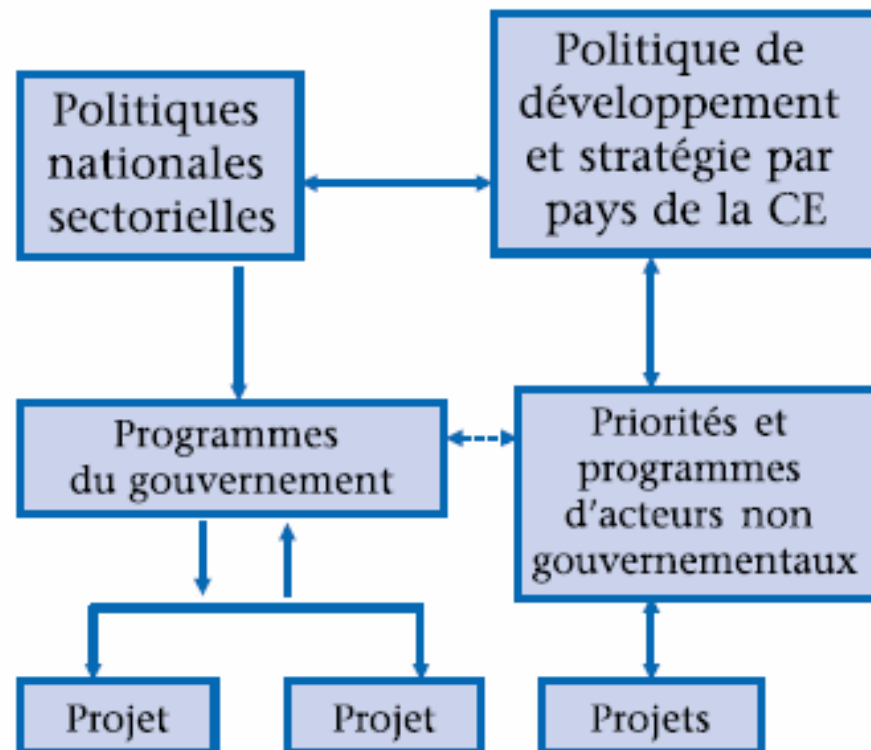 Politiques
nationales
sectorielles
Politique de
développement
et stratégie par
pays de la CE
Programmes
du gouvernement
Priorités et
programmes
d'acteurs non
gouvernementaux
Projet
Projet
Projets